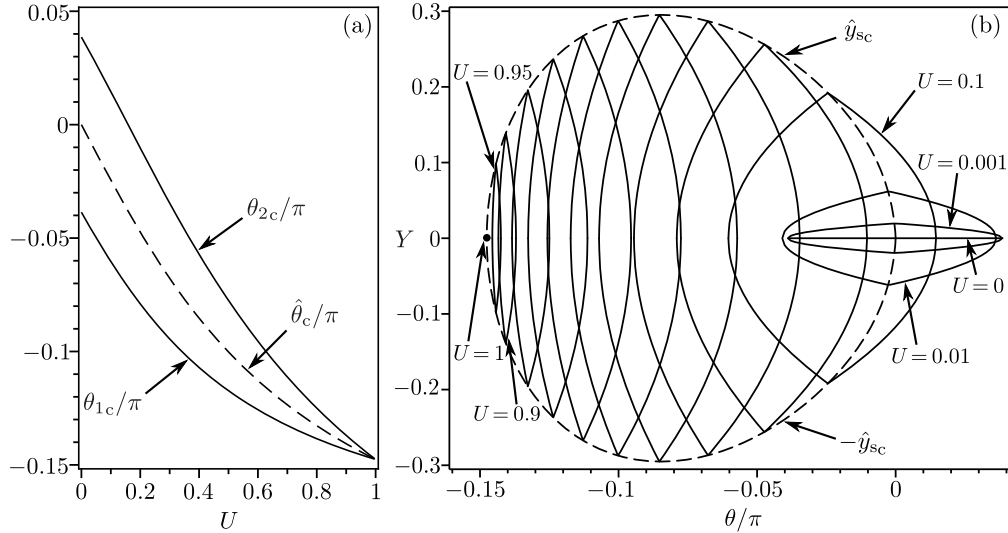 (a)
0.05
0
−0.05
−0.1
−0.15
θ2c/π
θ̂c/π
θ1c/π
0 0.2 0.4 0.6 0.8 1
U
(b)
0.3
0.2
0.1
Y 0
−0.1
−0.2
−0.3
ŷsc
U = 0.95
U = 0.1
U = 0.001
U = 0
U = 0.01
U = 1
U = 0.9
−ŷsc
−0.15 −0.1 −0.05 0
θ/π